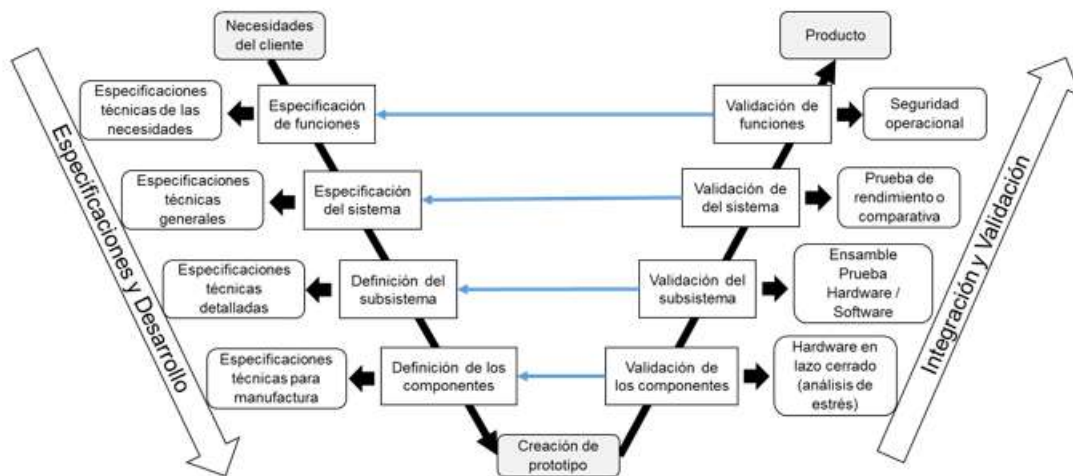 Necesidades
del cliente
Producto
Especificaciones
técnicas de las
necesidades
Especificación
de funciones
Validación de
funciones
Seguridad
operacional
Especificaciones
técnicas
generales
Especificación
del sistema
Validación de
del sistema
Prueba de
rendimiento o
comparativa
Especificaciones
técnicas
detalladas
Definición del
subsistema
Validación del
subsistema
Ensamble
Prueba
Hardware /
Software
Especificaciones
técnicas para
manufactura
Definición de los
componentes
Validación de
los componentes
Hardware en
lazo cerrado
(análisis de
estrés)
Creación de
prototipo
Especificaciones y Desarrollo
Integración y Validación